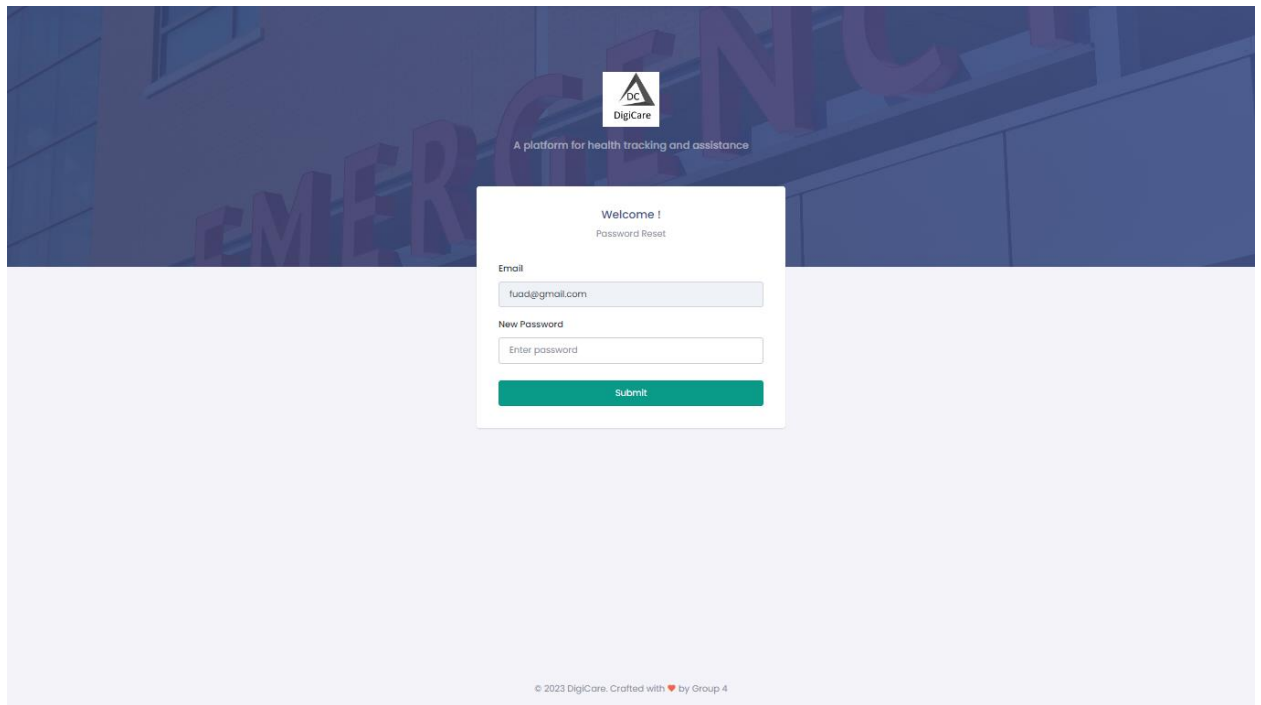 EMERGENCY
DC
DigiCare
A platform for health tracking and assistance
Welcome !
Password Reset
Email
fuad@gmail.com
New Password
Enter password
Submit
© 2023 DigiCare. Crafted with ❤ by Group 4